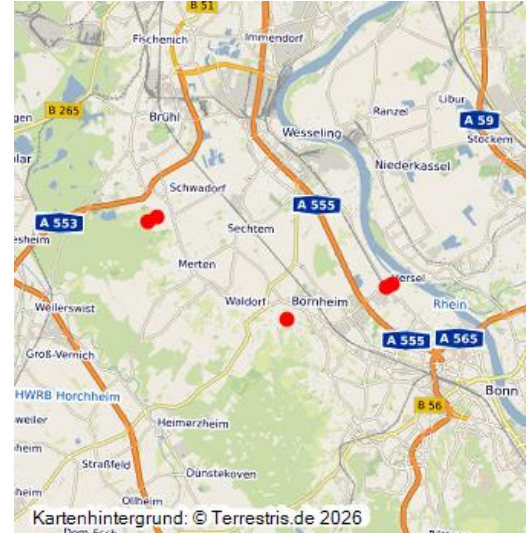 B 51
Fischenich
Immendorf
B 265
Brühl
Libur
Ranzel
A 59
Stockem
Wesseling
Niederkassel
Schwadorf
A 553
A 555
Sechtem
Merten
Waldorf
Bornheim
Rhein
Weilerswist
Groß-Vernich
A 555
A 565
Bonn
HWRB Horchheim
B 56
Heimerzheim
Straßfeld
Dünstekoven
Ollheim
Kartenhintergrund: © Terrestris.de 2026